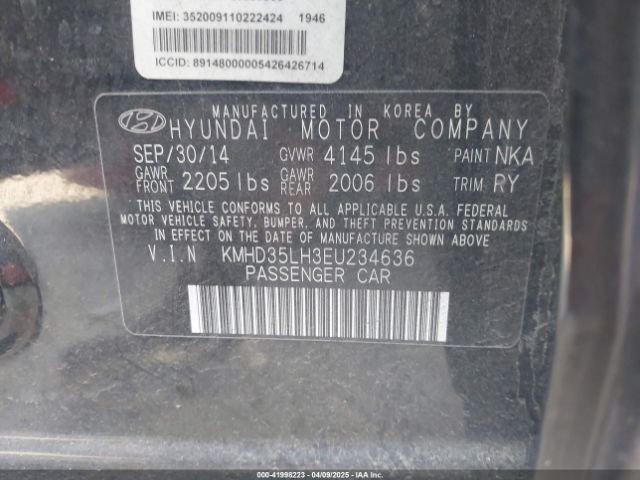 IMEI: 352009110222424 1946
ICCID: 89148000005426426714
MANUFACTURED IN KOREA BY
HYUNDAI MOTOR COMPANY
SEP/30/14 GVWR 4145 lbs PAINT NKA
GAWR FRONT 2205 lbs GAWR REAR 2006 lbs TRIM RY
THIS VEHICLE CONFORMS TO ALL APPLICABLE U.S.A. FEDERAL
MOTOR VEHICLE SAFETY, BUMPER, AND THEFT PREVENTION STANDARDS
IN EFFECT ON THE DATE OF MANUFACTURE SHOWN ABOVE
V.I.N KMHD35LH3EU234636
PASSENGER CAR
000-41998223 - 04/09/2025 - IAA, Inc.